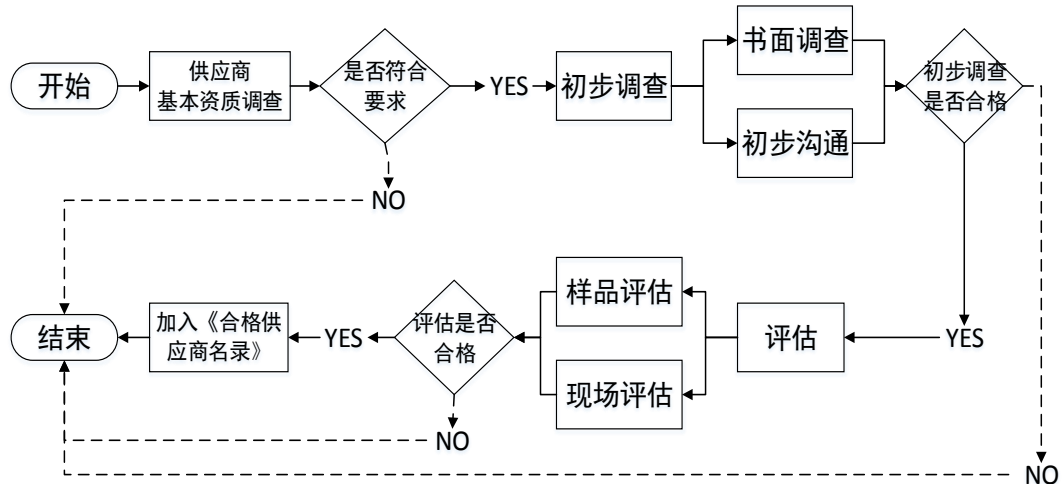 开始
供应商
基本资质调查
是否符合
要求
YES
初步调查
书面调查
初步沟通
初步调查
是否合格
NO
样品评估
现场评估
评估
YES
结束
加入《合格供
应商名录》
YES
评估是否
合格
NO
NO